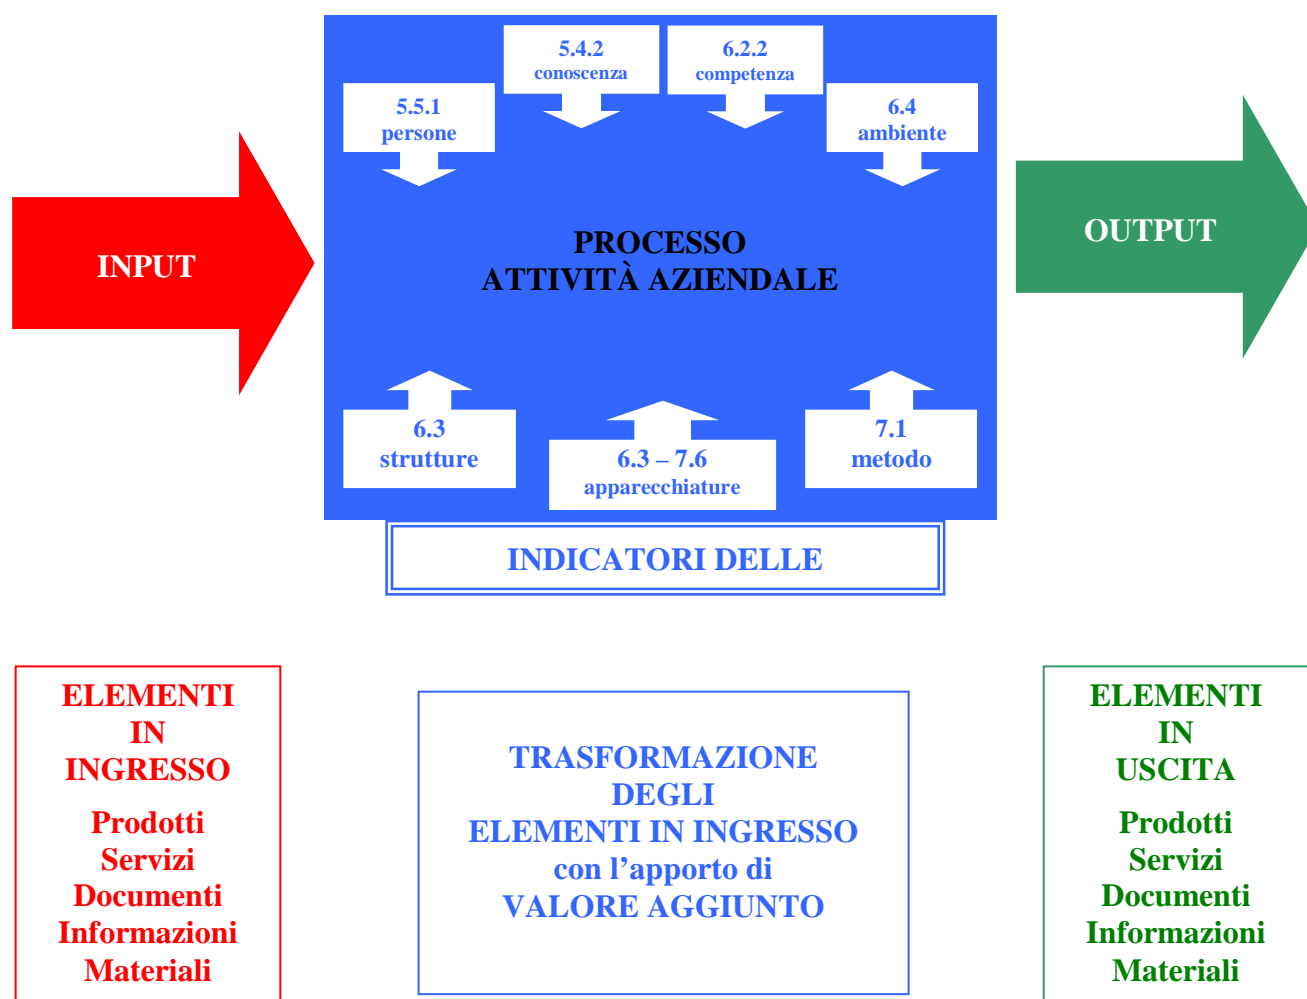 5.4.2
conoscenza
6.2.2
competenza
5.5.1
persone
6.4
ambiente
INPUT
PROCESSO
ATTIVITÀ AZIENDALE
OUTPUT
6.3
strutture
6.3 – 7.6
apparecchiature
7.1
metodo
INDICATORI DELLE
ELEMENTI
IN
INGRESSO
Prodotti
Servizi
Documenti
Informazioni
Materiali
TRASFORMAZIONE
DEGLI
ELEMENTI IN INGRESSO
con l’apporto di
VALORE AGGIUNTO
ELEMENTI
IN
USCITA
Prodotti
Servizi
Documenti
Informazioni
Materiali